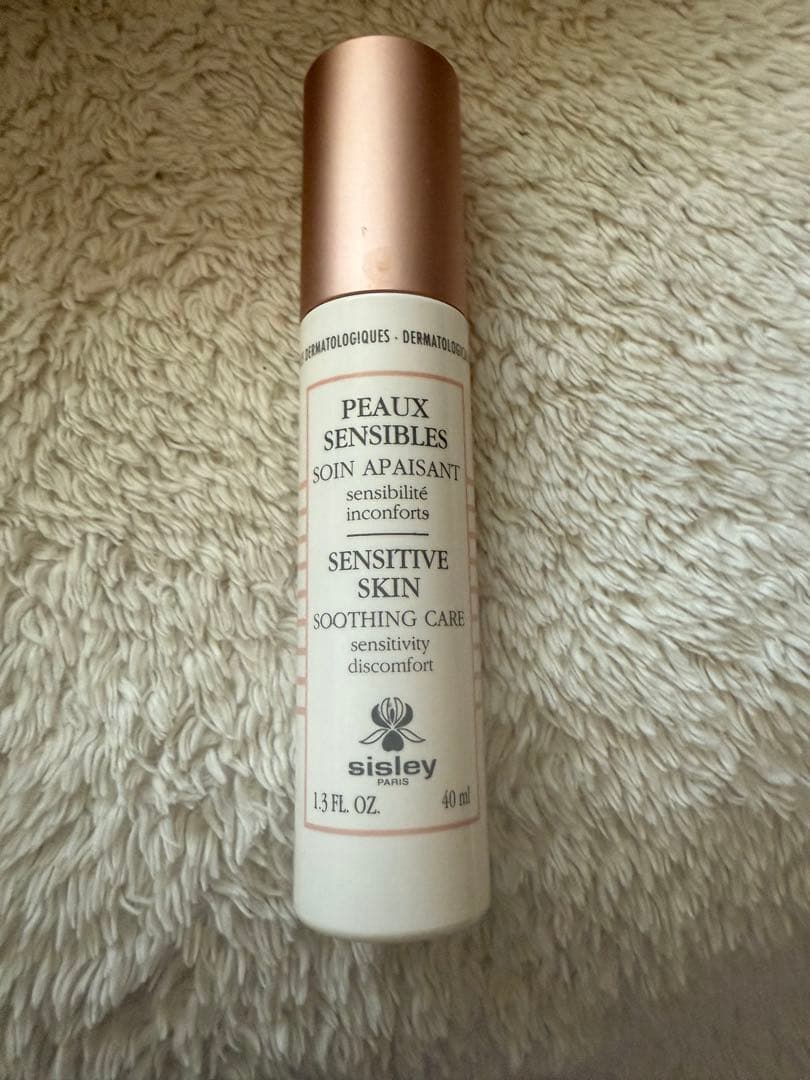 DERMATOLOGIQUES · DERMATOLOGIQ
PEAUX
SENSIBLES
SOIN APAISANT
sensibilité
inconforts
SENSITIVE
SKIN
SOOTHING CARE
sensitivity
discomfort
sisley
PARIS
1.3 FL. OZ. 40 ml